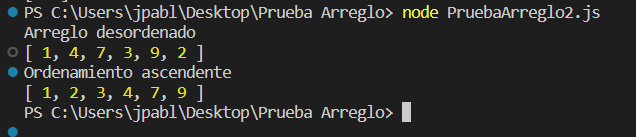 PS C:\Users\jpabl\Desktop\Prueba Arreglo> node PruebaArreglo2.js
Arreglo desordenado
[ 1, 4, 7, 3, 9, 2 ]
Ordenamiento ascendente
[ 1, 2, 3, 4, 7, 9 ]
PS C:\Users\jpabl\Desktop\Prueba Arreglo>